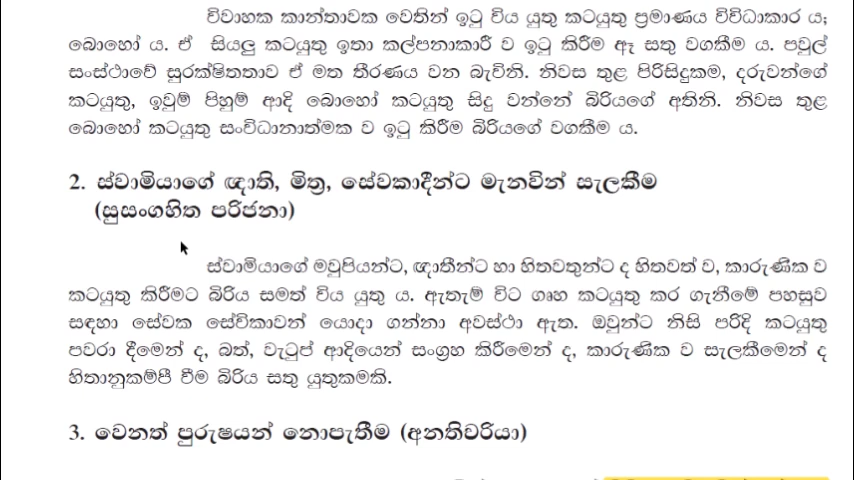 විවාහක කාන්තාවක වෙතින් ඉටු විය යුතු කටයුතු ප්‍රමාණය විවිධාකාර ය;
බොහෝ ය. ඒ සියලු කටයුතු ඉතා කල්පනාකාරී ව ඉටු කිරීම ඈ සතු වගකීම ය. පවුල්
සංස්ථාවේ සුරක්ෂිතතාව ඒ මත තීරණය වන බැවිනි. නිවස තුළ පිරිසිදුකම, දරුවන්ගේ
කටයුතු, ඉවුම් පිහුම් ආදි බොහෝ කටයුතු සිදු වන්නේ බිරියගේ අතිනි. නිවස තුළ
බොහෝ කටයුතු සංවිධානාත්මක ව ඉටු කිරීම බිරියගේ වගකීම ය.
2. ස්වාමියාගේ ඥාති, මිත්‍ර, සේවකාදීන්ට මැනවින් සැලකීම
(සුසංගහිත පරිජනා)
ස්වාමියාගේ මවුපියන්ට, ඥාතීන්ට හා හිතවතුන්ට ද හිතවත් ව, කාරුණික ව
කටයුතු කිරීමට බිරිය සමත් විය යුතු ය. ඇතැම් විට ගෘහ කටයුතු කර ගැනීමේ පහසුව
සඳහා සේවක සේවිකාවන් යොදා ගන්නා අවස්ථා ඇත. ඔවුන්ට නිසි පරිදි කටයුතු
පවරා දීමෙන් ද, බත්, වැටුප් ආදියෙන් සංග්‍රහ කිරීමෙන් ද, කාරුණික ව සැලකීමෙන් ද
හිතානුකම්පී වීම බිරිය සතු යුතුකමකි.
3. වෙනත් පුරුෂයන් නොපැතීම (අනතිචරියා)